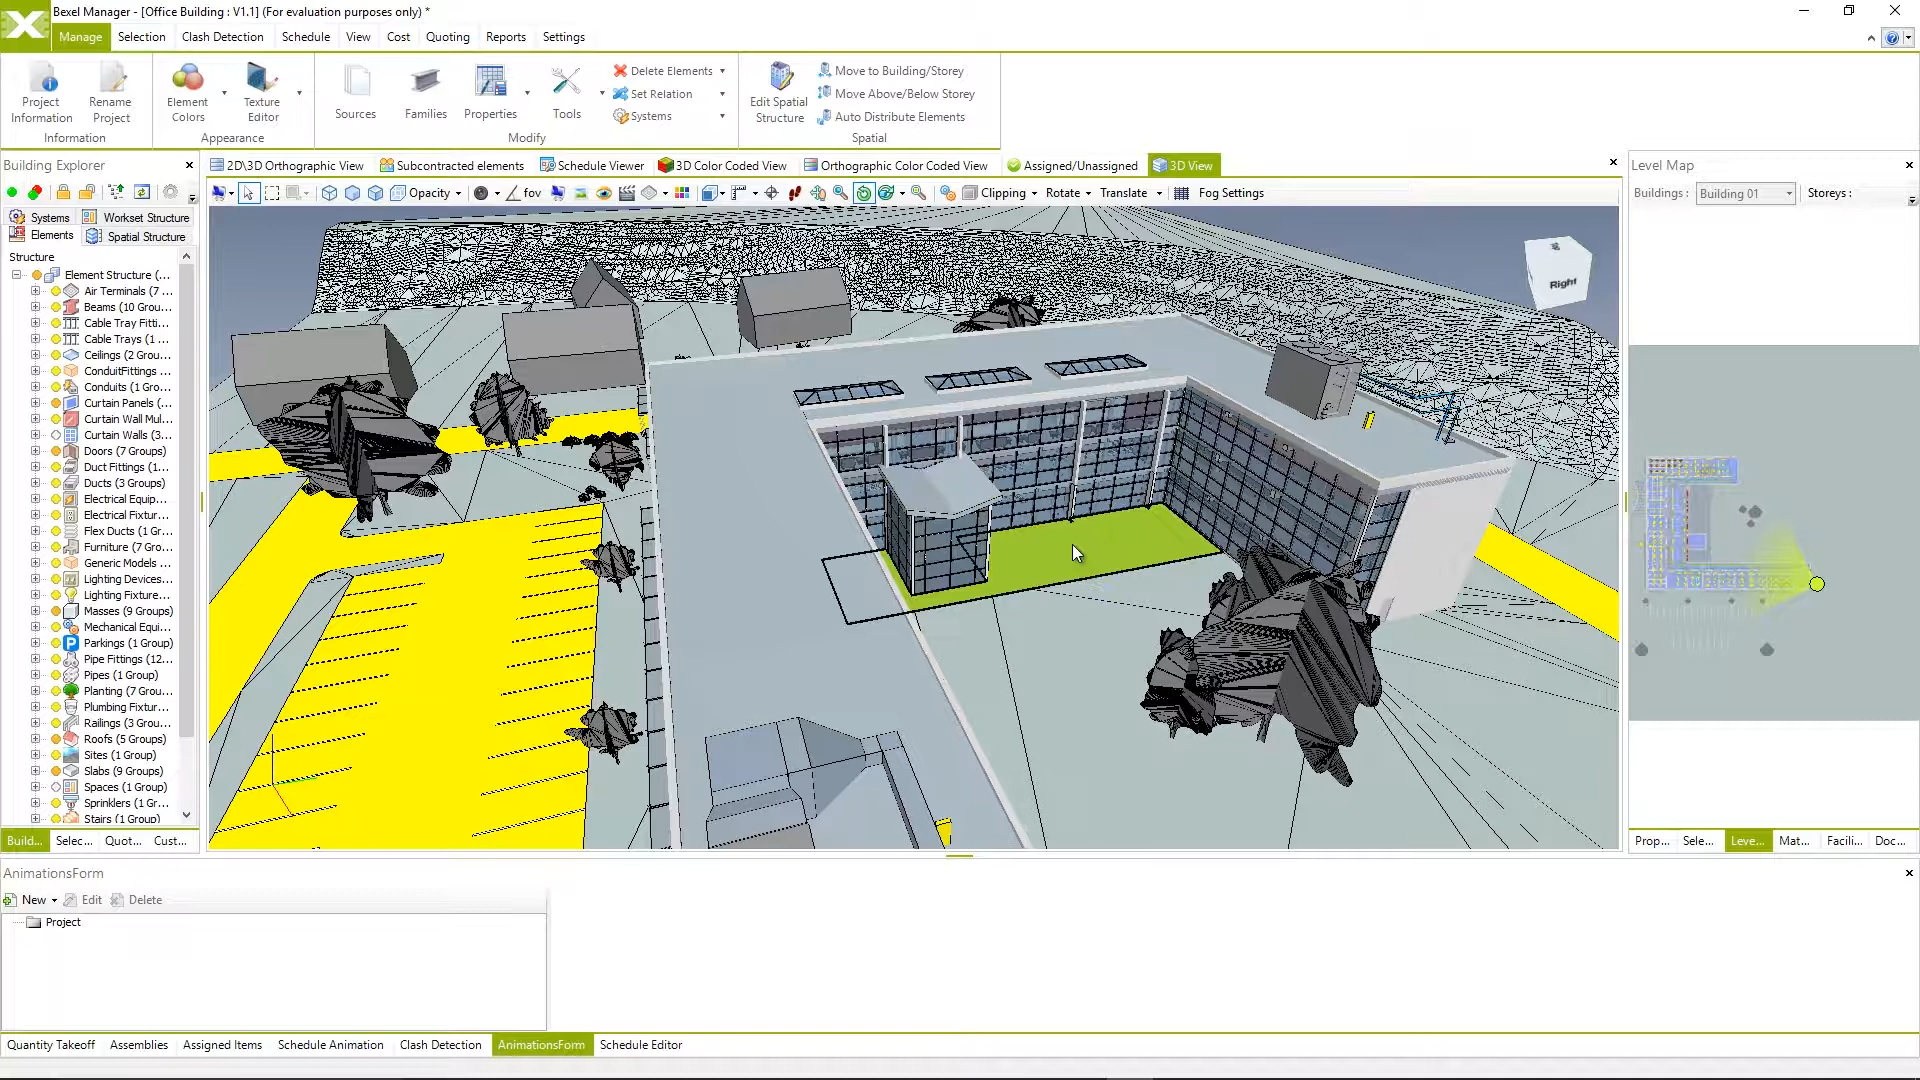 Bexel Manager - [Office Building : V1.1] (For evaluation purposes only) *
Manage Selection Clash Detection Schedule View Cost Quoting Reports Settings
Project Information
Rename Project
Information
Element Colors
Texture Editor
Appearance
Sources
Families
Properties
Tools
Delete Elements
Set Relation
Systems
Modify
Edit Spatial Structure
Move to Building/Storey
Move Above/Below Storey
Auto Distribute Elements
Spatial
Building Explorer
2D\3D Orthographic View Subcontracted elements Schedule Viewer 3D Color Coded View Orthographic Color Coded View Assigned/Unassigned 3D View
Level Map
Opacity fov Clipping Rotate Translate Fog Settings
Buildings : Building 01 Storeys :
Systems Workset Structure
Elements Spatial Structure
Structure
Element Structure (...
Air Terminals (7 ...
Beams (10 Grou...
Cable Tray Fitti...
Cable Trays (1 ...
Ceilings (2 Grou...
ConduitFittings ...
Conduits (1 Gro...
Curtain Panels (...
Curtain Wall Mul...
Curtain Walls (3...
Doors (7 Groups)
Duct Fittings (1...
Ducts (3 Groups)
Electrical Equip...
Electrical Fixtur...
Flex Ducts (1 Gr...
Furniture (7 Gro...
Generic Models ...
Lighting Devices...
Lighting Fixture...
Masses (9 Groups)
Mechanical Equi...
Parkings (1 Group)
Pipe Fittings (12...
Pipes (1 Group)
Planting (7 Grou...
Plumbing Fixtur...
Railings (3 Grou...
Roofs (5 Groups)
Sites (1 Group)
Slabs (9 Groups)
Spaces (1 Group)
Sprinklers (1 Gr...
Stairs (1 Group)
Right
Build... Selec... Quot... Cust...
Prop... Sele... Leve... Mat... Facili... Doc...
AnimationsForm
New Edit Delete
Project
Quantity Takeoff Assemblies Assigned Items Schedule Animation Clash Detection AnimationsForm Schedule Editor